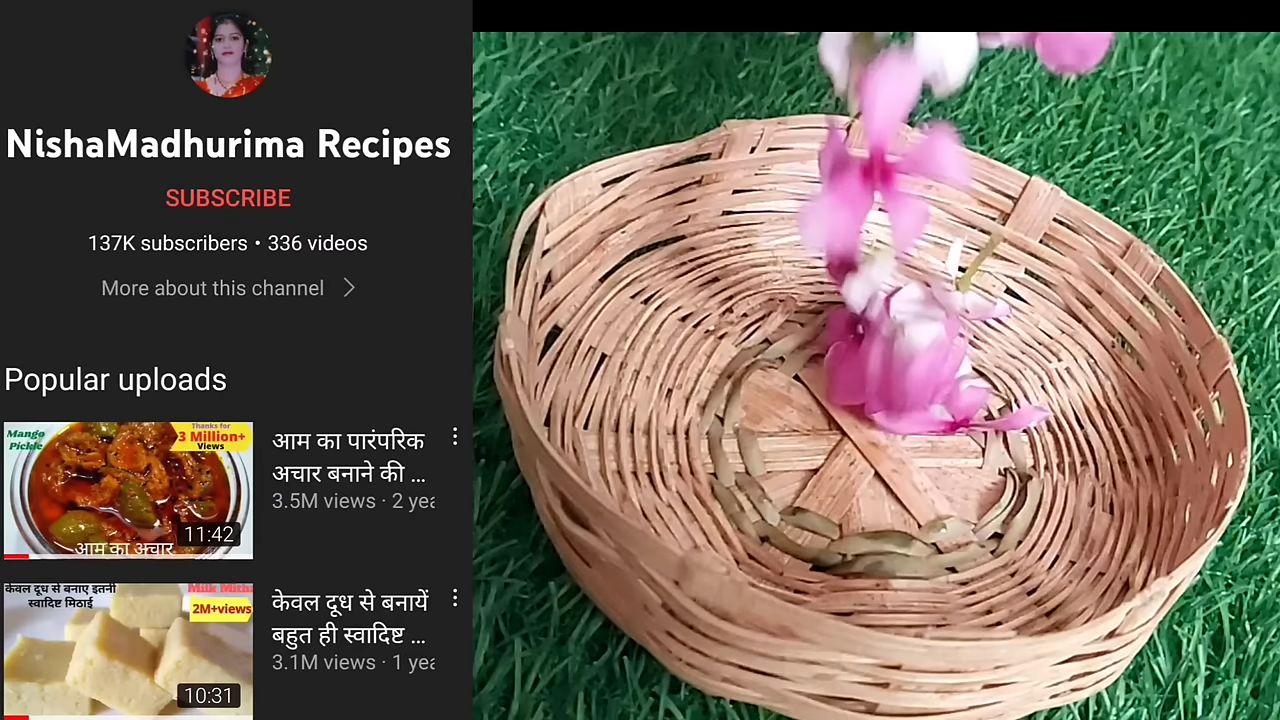 NishaMadhurima Recipes
SUBSCRIBE
137K subscribers • 336 videos
More about this channel
Popular uploads
Mango
Pickle
Thanks for
3 Million+
Views
आम का अचार
11:42
आम का पारंपरिक
अचार बनाने की ...
3.5M views · 2 yea
केवल दूध से बनाए इतनी
स्वादिष्ट मिठाई
Milk Mitha
2M+views
10:31
केवल दूध से बनायें
बहुत ही स्वादिष्ट ...
3.1M views · 1 yea